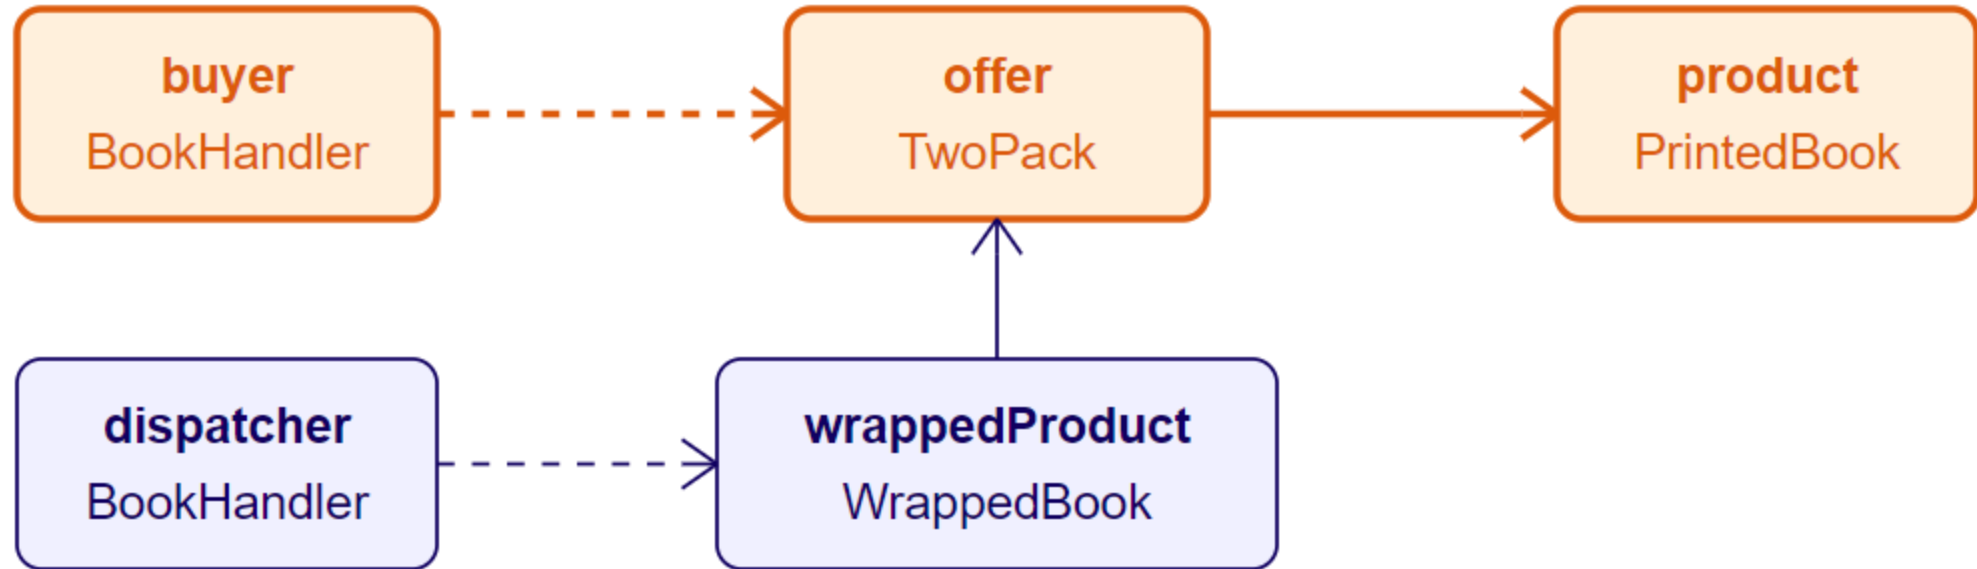 buyer
BookHandler
offer
TwoPack
product
PrintedBook
dispatcher
BookHandler
wrappedProduct
WrappedBook